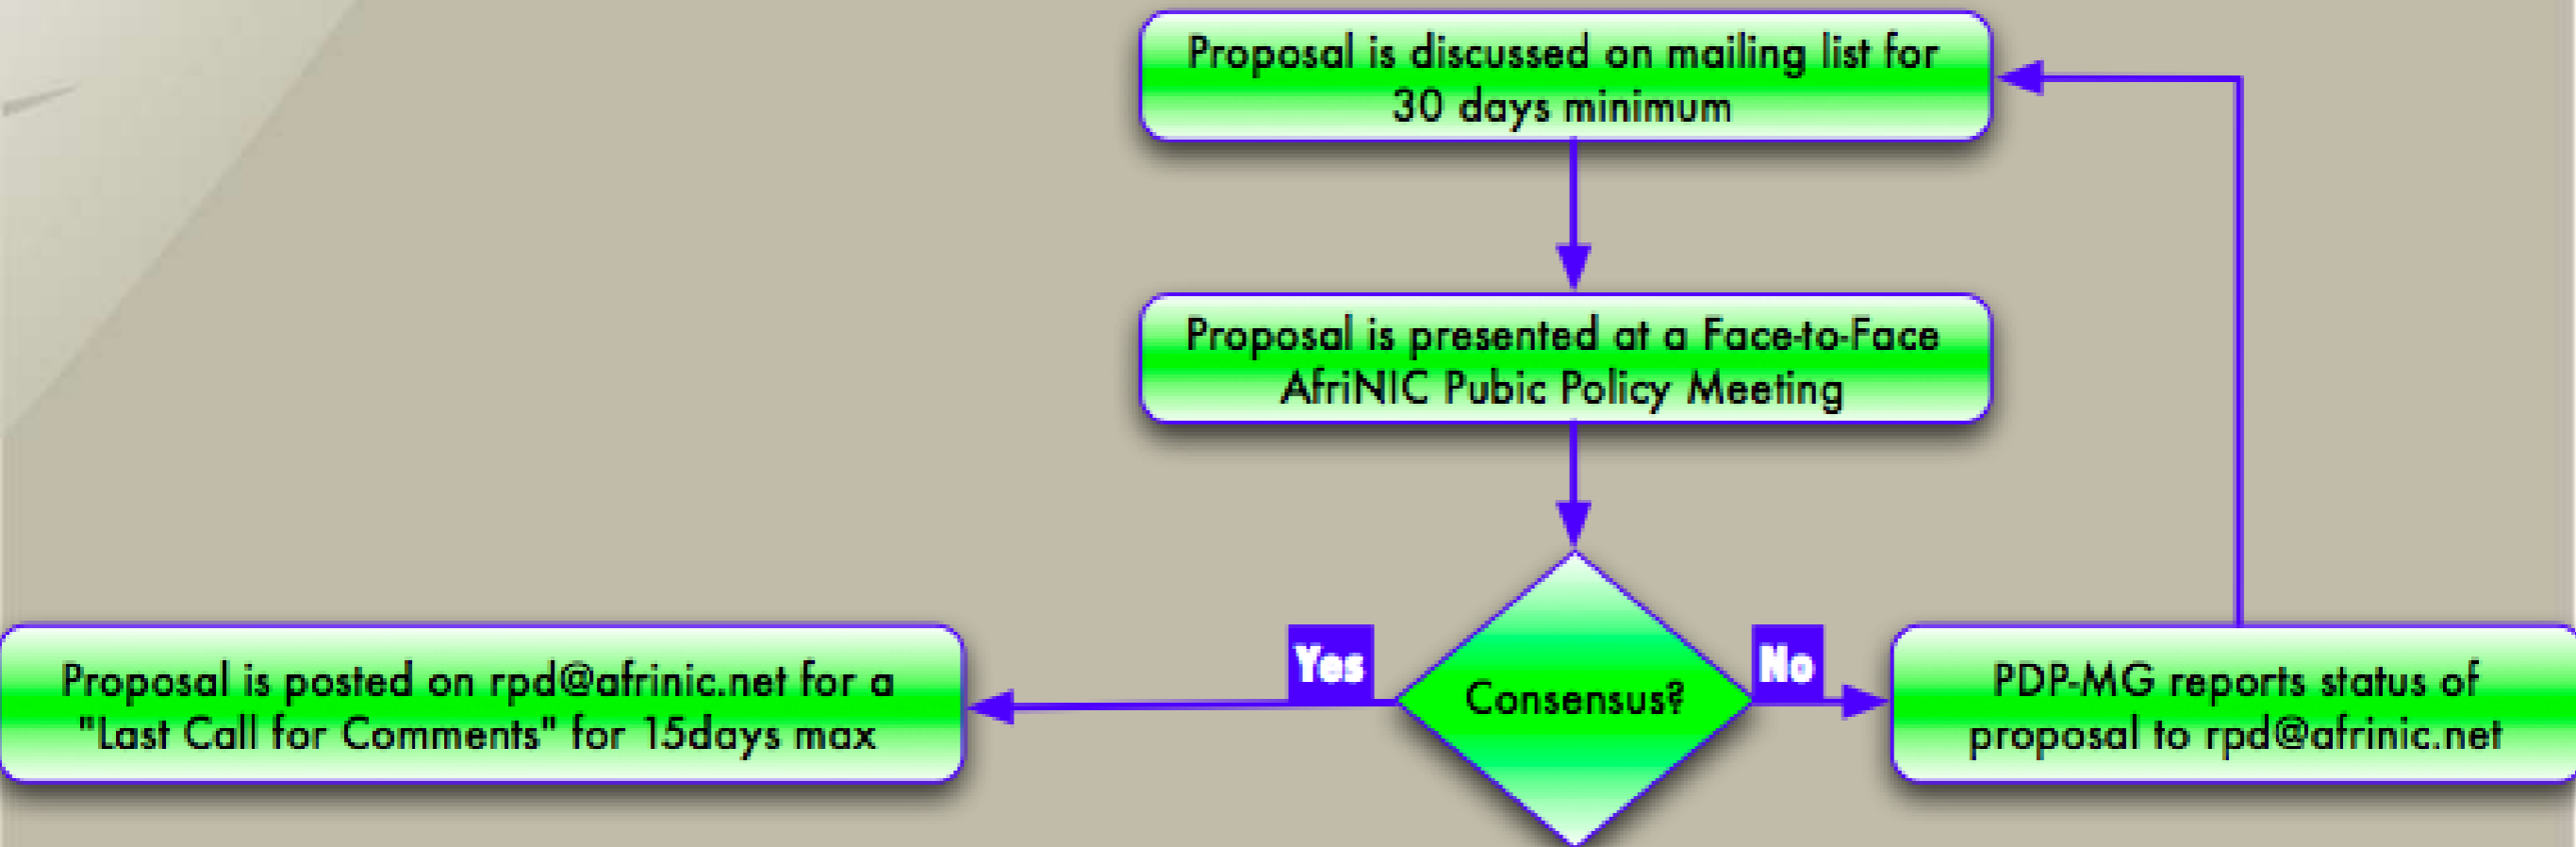 Proposal is discussed on mailing list for
30 days minimum
Proposal is presented at a Face-to-Face
AfriNIC Pubic Policy Meeting
Yes
Consensus?
No
Proposal is posted on rpd@afrinic.net for a
"Last Call for Comments" for 15days max
PDP-MG reports status of
proposal to rpd@afrinic.net